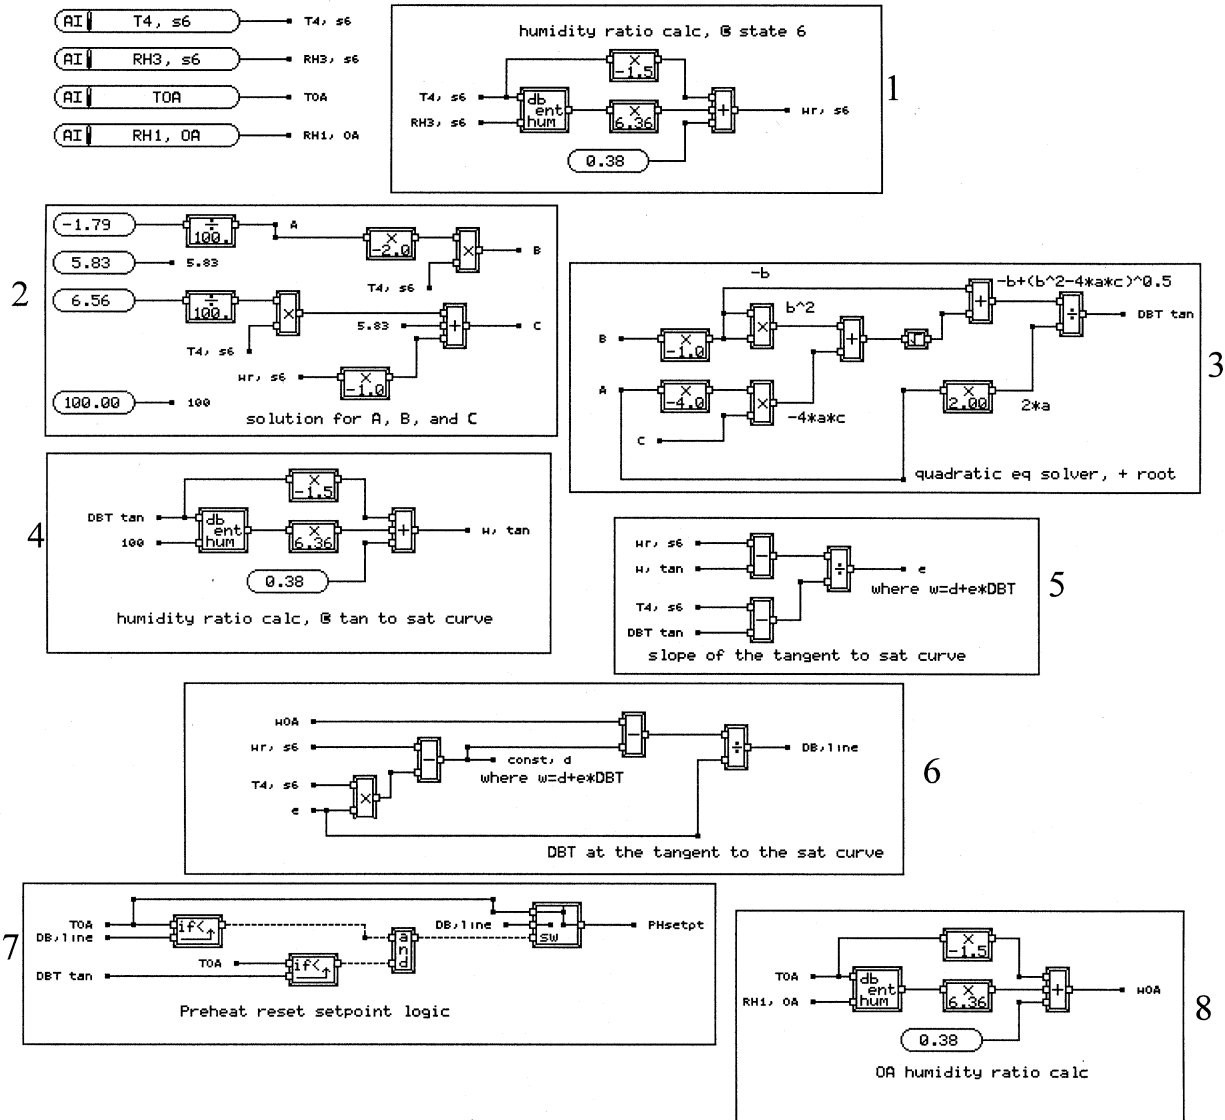 AI T4, s6 T4, s6
AI RH3, s6 RH3, s6
AI TOA TOA
AI RH1, OA RH1, OA
humidity ratio calc, @ state 6
×
-1.5
T4, s6
RH3, s6
db
ent
hum
×
6.36
+
wr, s6
0.38
1
2
-1.79
÷
100.
A
×
-2.0
×
B
T4, s6
5.83 5.83
6.56
÷
100.
×
T4, s6
5.83
+
C
wr, s6
×
-1.0
100.00 100
solution for A, B, and C
3
-b
-b+(b^2-4*a*c)^0.5
b^2
B
×
-1.0
×
+
√
+
÷
DBT tan
A
×
-4.0
×
-4*a*c
C
×
2.00
2*a
quadratic eq solver, + root
4
×
-1.5
DBT tan
100
db
ent
hum
×
6.36
+
w, tan
0.38
humidity ratio calc, @ tan to sat curve
5
wr, s6
w, tan
-
÷
e
where w=d+e*DBT
T4, s6
DBT tan
-
slope of the tangent to sat curve
6
wOA
wr, s6
-
-
÷
DB,line
const, d
where w=d+e*DBT
T4, s6
e
×
DBT at the tangent to the sat curve
7
TOA
DB,line
if<
DBT tan
TOA
if<
and
DB,line
sw
PHsetpt
Preheat reset setpoint logic
8
×
-1.5
TOA
RH1, OA
db
ent
hum
×
6.36
+
wOA
0.38
OA humidity ratio calc